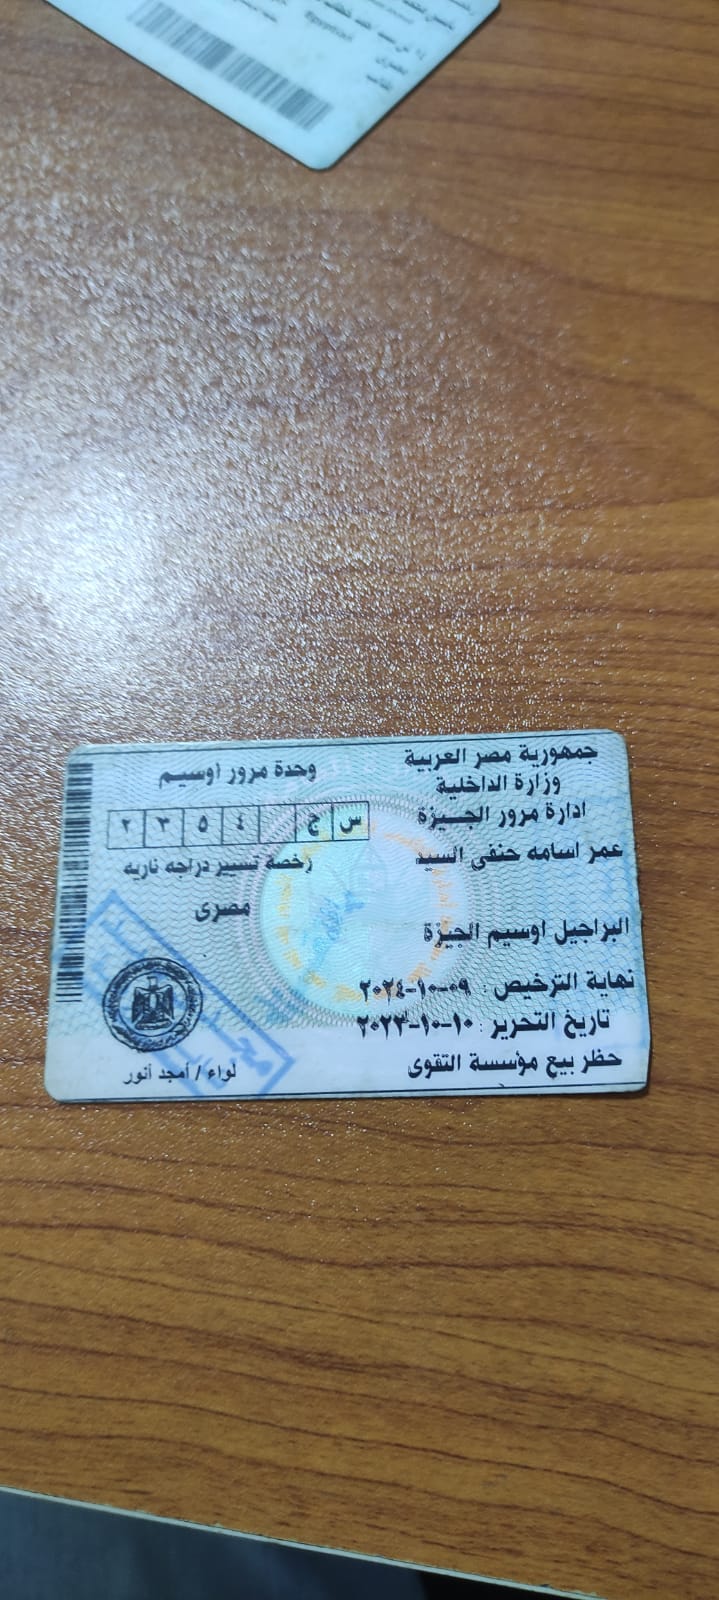 جمهورية مصر العربية
وزارة الداخلية
ادارة مرور الجيزة
وحدة مرور أوسيم
س ج ٤ ٥ ٣ ٢
عمر اسامه حنفى السيد
رخصة تسيير دراجه ناريه
مصرى
البراجيل اوسيم الجيزة
نهاية الترخيص : ٠٩-١٠-٢٠٢٤
تاريخ التحرير : ١٠-١٠-٢٠٢٣
حظر بيع مؤسسة التقوى
لواء / أمجد أنور